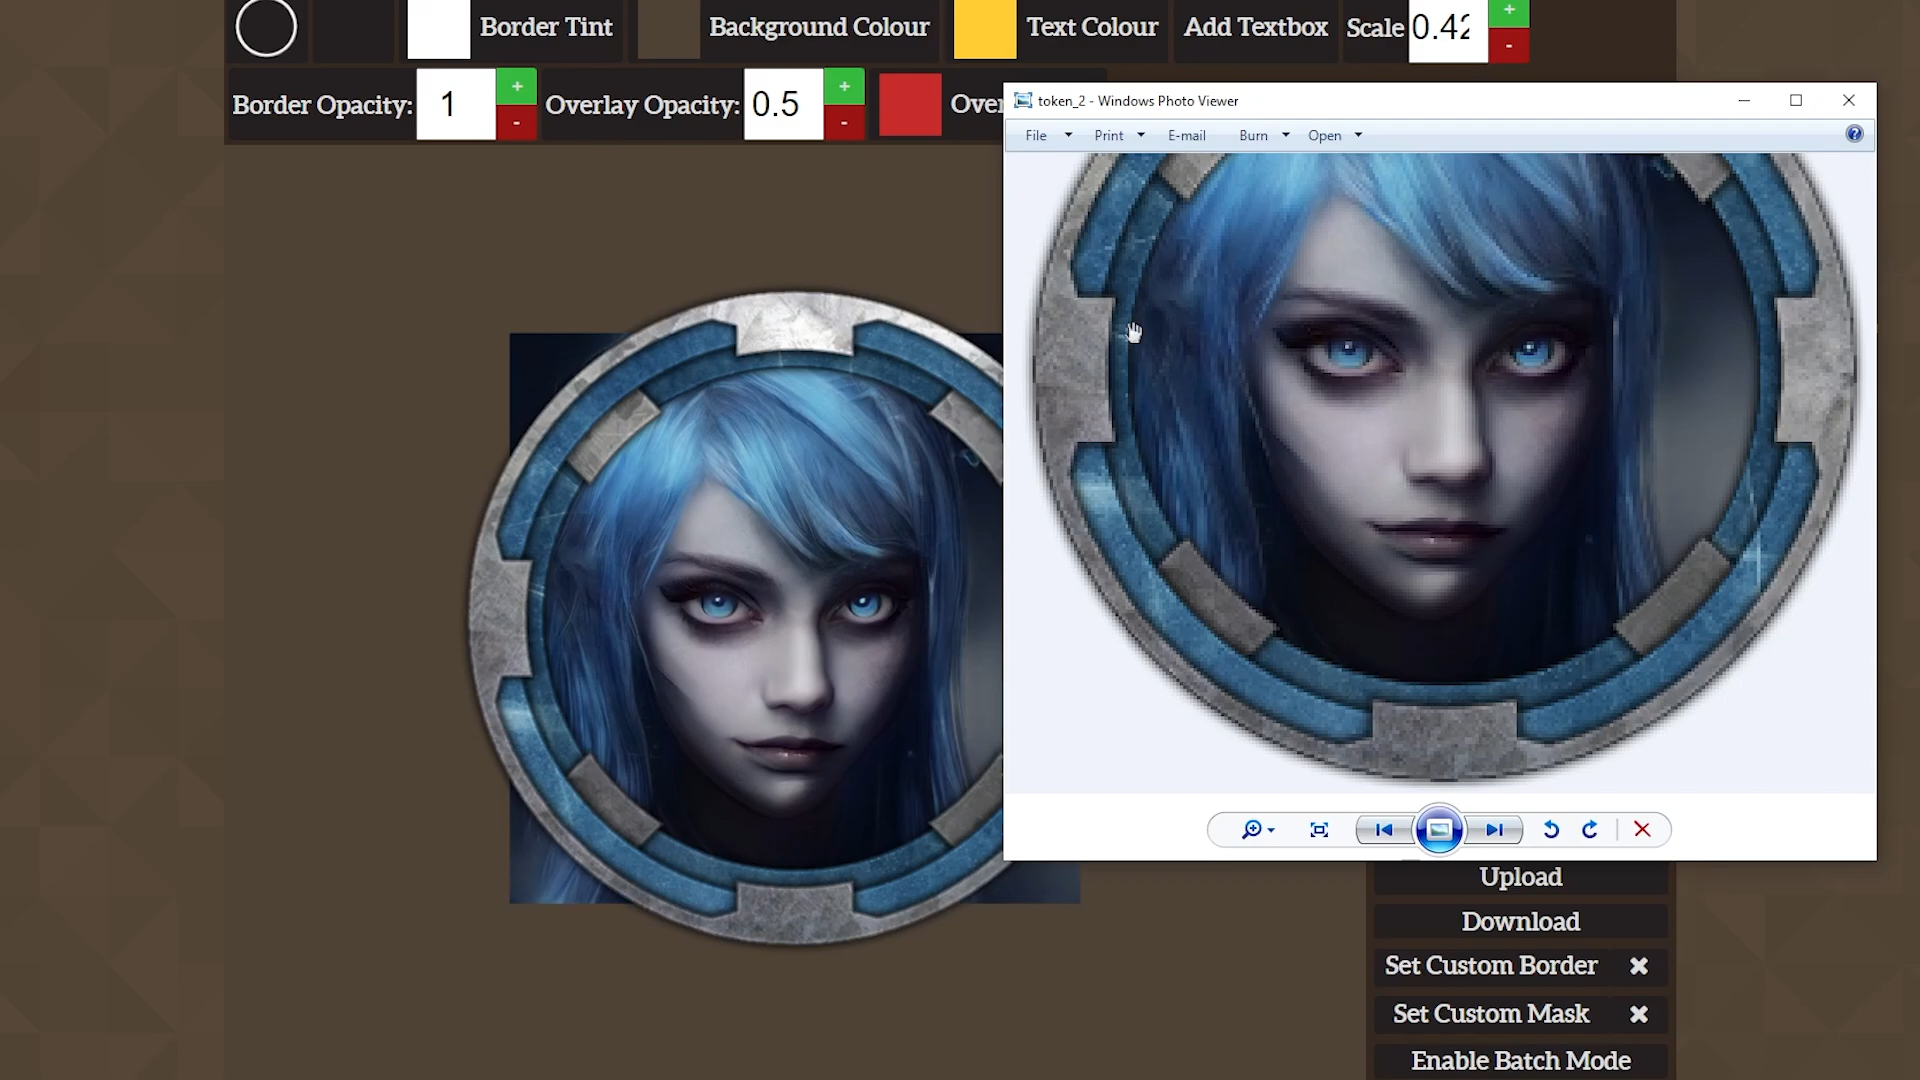 Border Tint
Background Colour
Text Colour
Add Textbox
Scale
0.42
+
-
Border Opacity:
1
+
-
Overlay Opacity:
0.5
+
-
token_2 - Windows Photo Viewer
File
Print
E-mail
Burn
Open
?
Upload
Download
Set Custom Border
Set Custom Mask
Enable Batch Mode